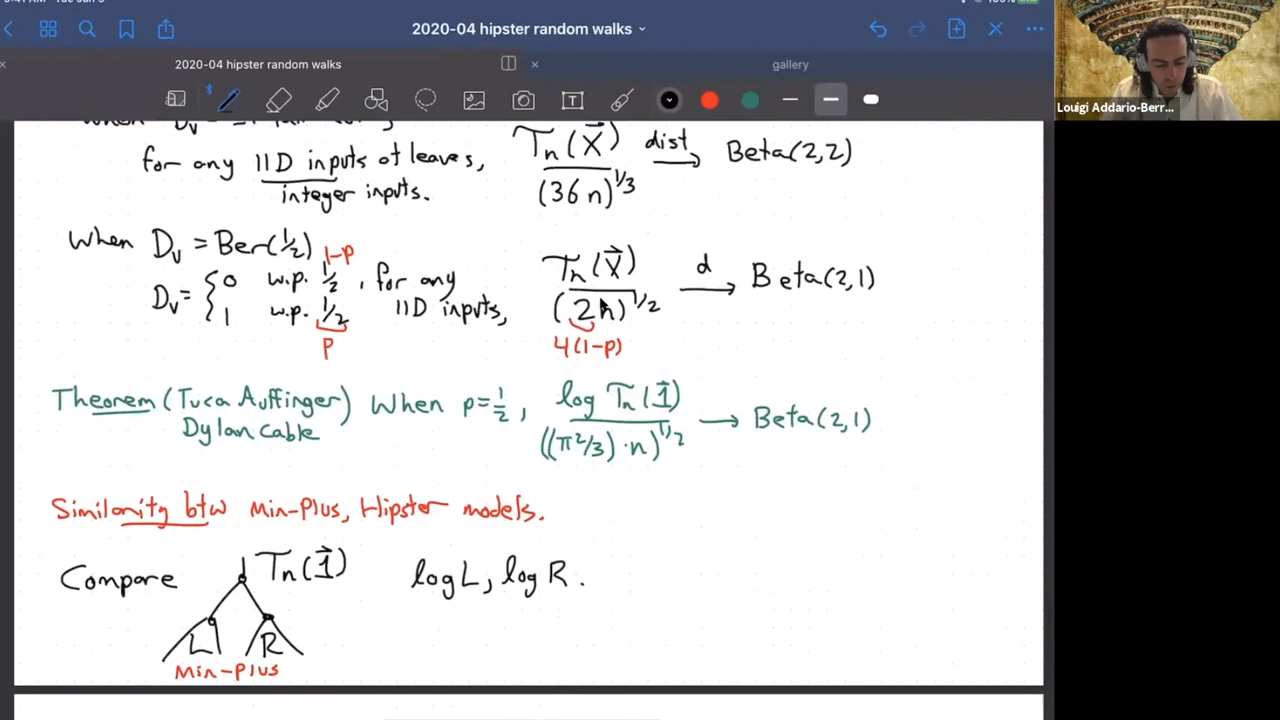 2020-04 hipster random walks
2020-04 hipster random walks
gallery
Louigi Addario-Berr...
for any IID inputs at leaves,
integer inputs.
Tn(X⃗) / (36n)^{1/3} dist→ Beta(2,2)
When Dv = Ber(1/2)
1-p
Dv = { 0 w.p. 1/2, for any
1 w.p. 1/2 IID inputs,
p
Tn(X⃗) / (2n)^{1/2} d→ Beta(2,1)
4(1-p)
Theorem (Tuca Auffinger) When p=1/2, log Tn(1⃗) / ((π²/3)·n)^{1/2} → Beta(2,1)
Dylan Cable
Similarity btw Min-Plus, Hipster models.
Compare Tn(1⃗) log L, log R.
L R
Min-Plus